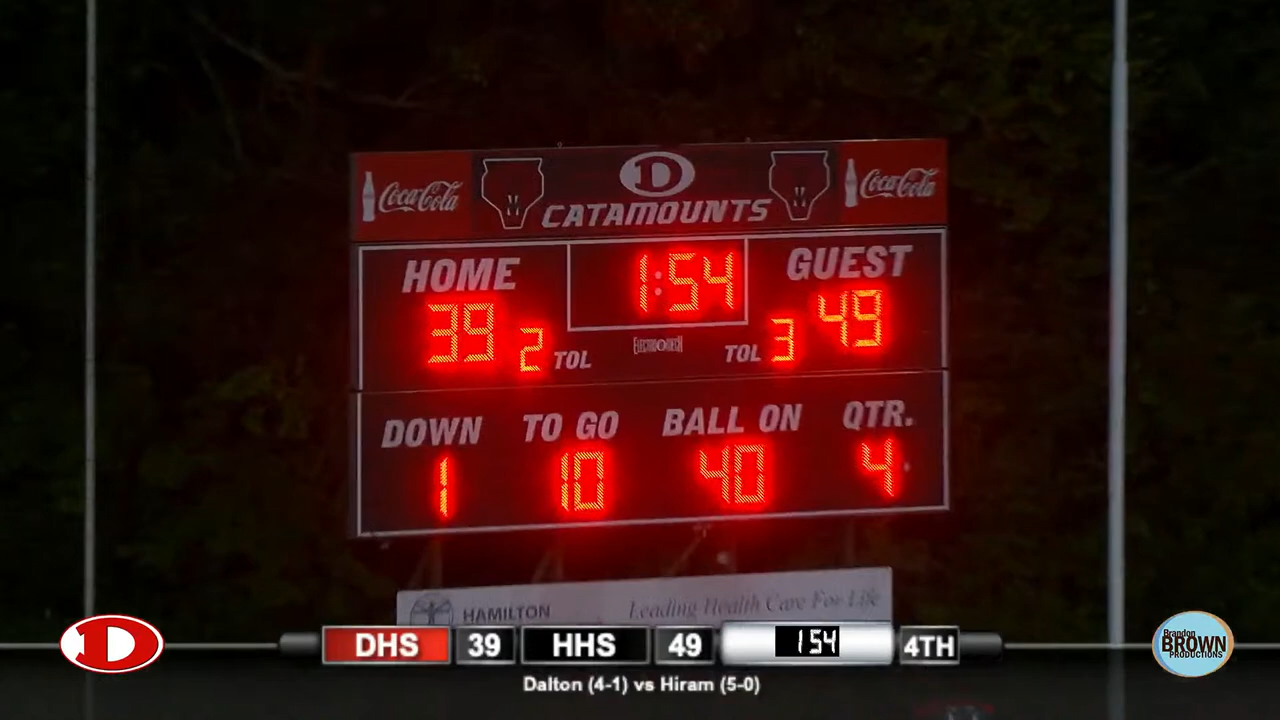 Coca-Cola
D
CATAMOUNTS
Coca-Cola
HOME
1:54
GUEST
39
2 TOL
ELECTRO-MECH
TOL 3
49
DOWN
TO GO
BALL ON
QTR.
1
10
40
4
HAMILTON
Leading Health Care For Life
D
DHS
39
HHS
49
1 54
4TH
Brandon
BROWN
PRODUCTIONS
Dalton (4-1) vs Hiram (5-0)